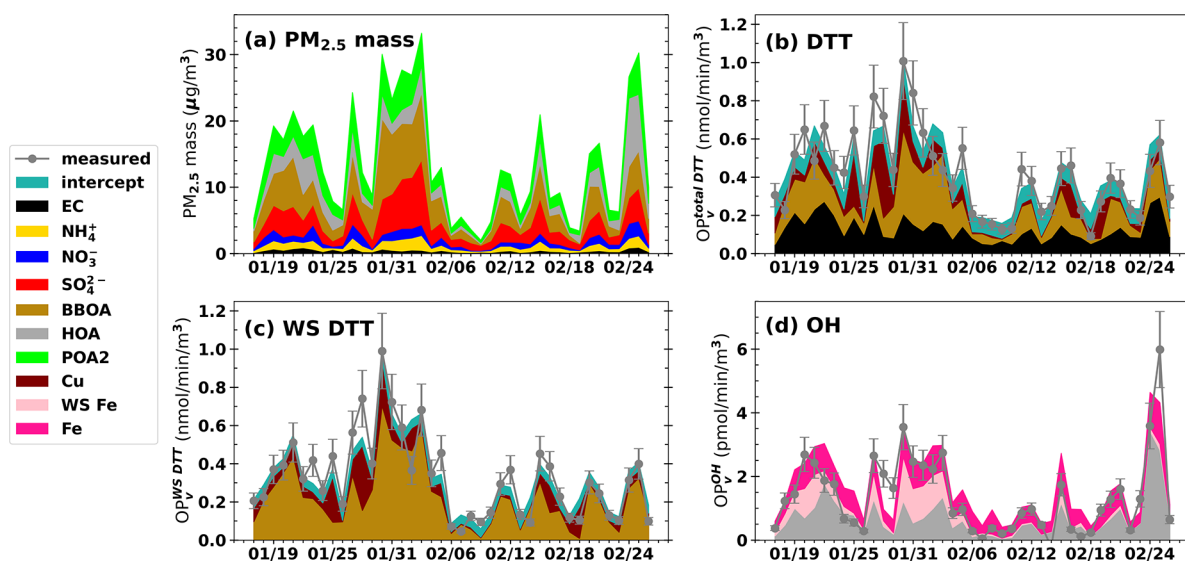 measured
intercept
EC
NH₄⁺
NO₃⁻
SO₄²⁻
BBOA
HOA
POA2
Cu
WS Fe
Fe
(a) PM₂.₅ mass
PM₂.₅ mass (μg/m³)
30
20
10
0
01/19 01/25 01/31 02/06 02/12 02/18 02/24
(b) DTT
OPᵥ^total DTT (nmol/min/m³)
1.2
1.0
0.8
0.6
0.4
0.2
0.0
01/19 01/25 01/31 02/06 02/12 02/18 02/24
(c) WS DTT
OPᵥ^WS DTT (nmol/min/m³)
1.2
1.0
0.8
0.6
0.4
0.2
0.0
01/19 01/25 01/31 02/06 02/12 02/18 02/24
(d) OH
OPᵥ^OH (pmol/min/m³)
6
4
2
0
01/19 01/25 01/31 02/06 02/12 02/18 02/24